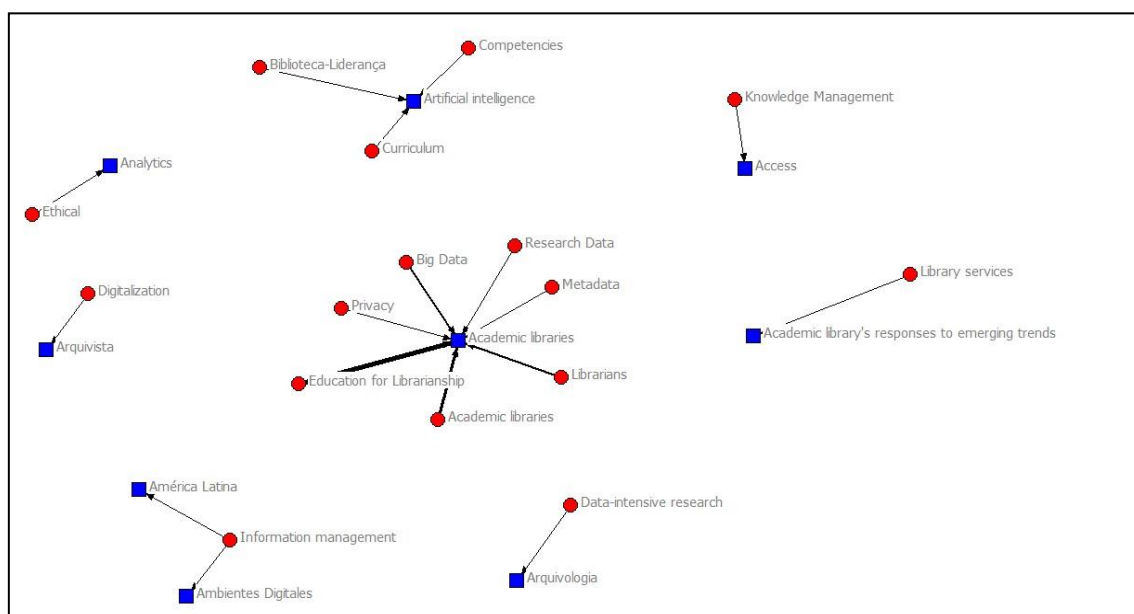 Competencies
Biblioteca-Liderança
Artificial intelligence
Knowledge Management
Curriculum
Analytics
Access
Ethical
Research Data
Big Data
Library services
Metadata
Digitalization
Privacy
Academic libraries
Academic library's responses to emerging trends
Arquivista
Librarians
Education for Librarianship
Academic libraries
América Latina
Data-intensive research
Information management
Arquivologia
Ambientes Digitales